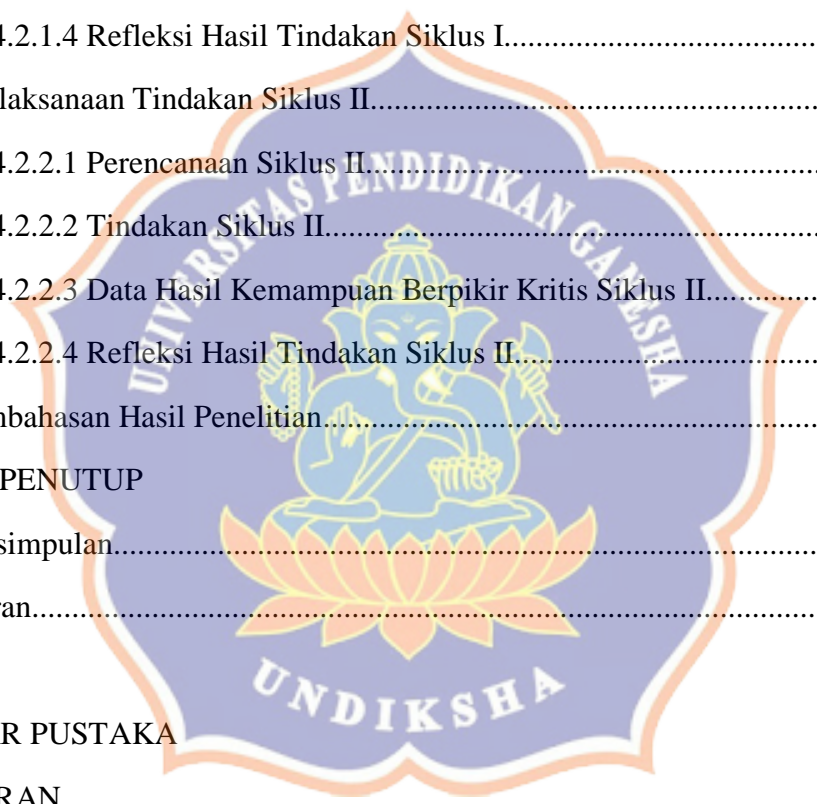 4.2.1.4 Refleksi Hasil Tindakan Siklus I........................................
laksanaan Tindakan Siklus II.........................................................
4.2.2.1 Perencanaan Siklus II.........................................................
4.2.2.2 Tindakan Siklus II..............................................................
4.2.2.3 Data Hasil Kemampuan Berpikir Kritis Siklus II..............
4.2.2.4 Refleksi Hasil Tindakan Siklus II......................................
mbahasan Hasil Penelitian...............................................................
PENUTUP
simpulan.........................................................................................
ran...................................................................................................
R PUSTAKA
RAN
UNIVERSITAS PENDIDIKAN GANESHA
UNDIKSHA